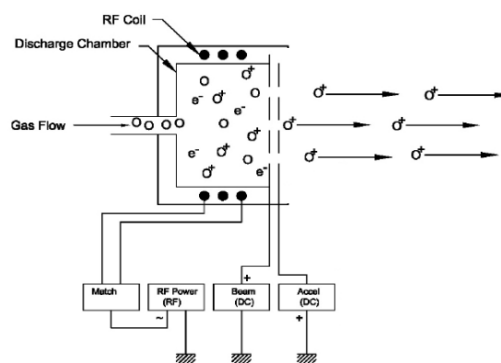 RF Coil
Discharge Chamber
Gas Flow
e⁻
e⁻
e⁻
e⁻
+
+
+
+
+
+
+
+
+
+
+
Match
RF Power
(RF)
Beam
(DC)
Accel
(DC)
~
+
+